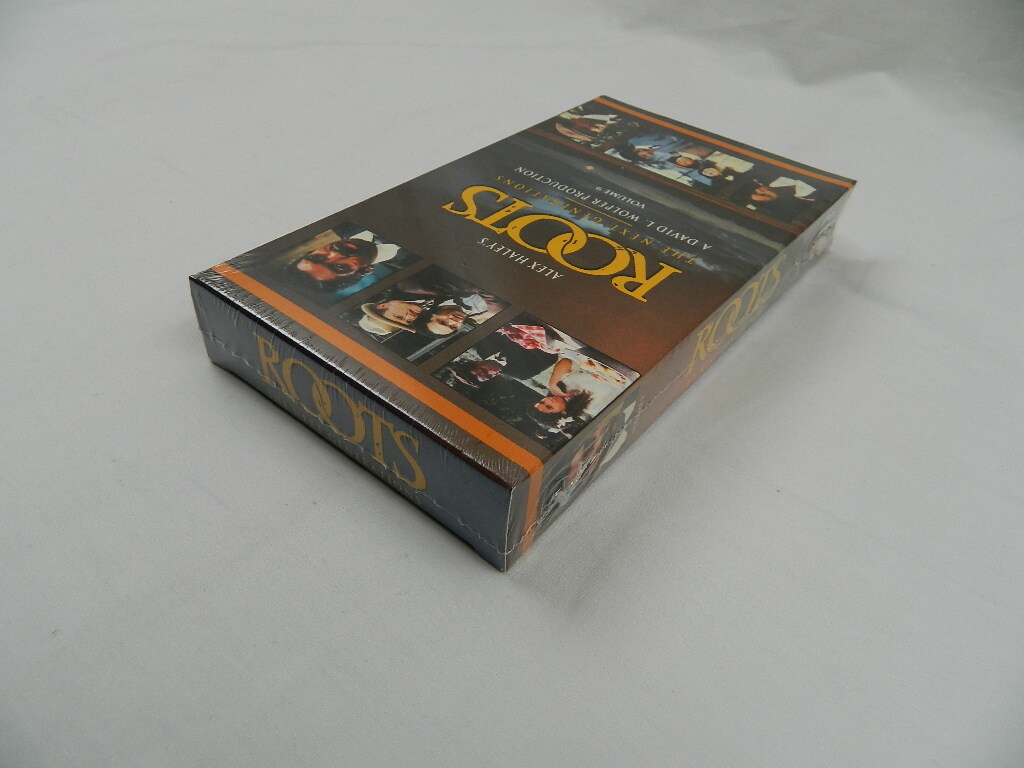 ALEX HALEY'S
ROOTS
THE NEXT GENERATIONS
A DAVID L. WOLPER PRODUCTION
ROOTS
ROOTS